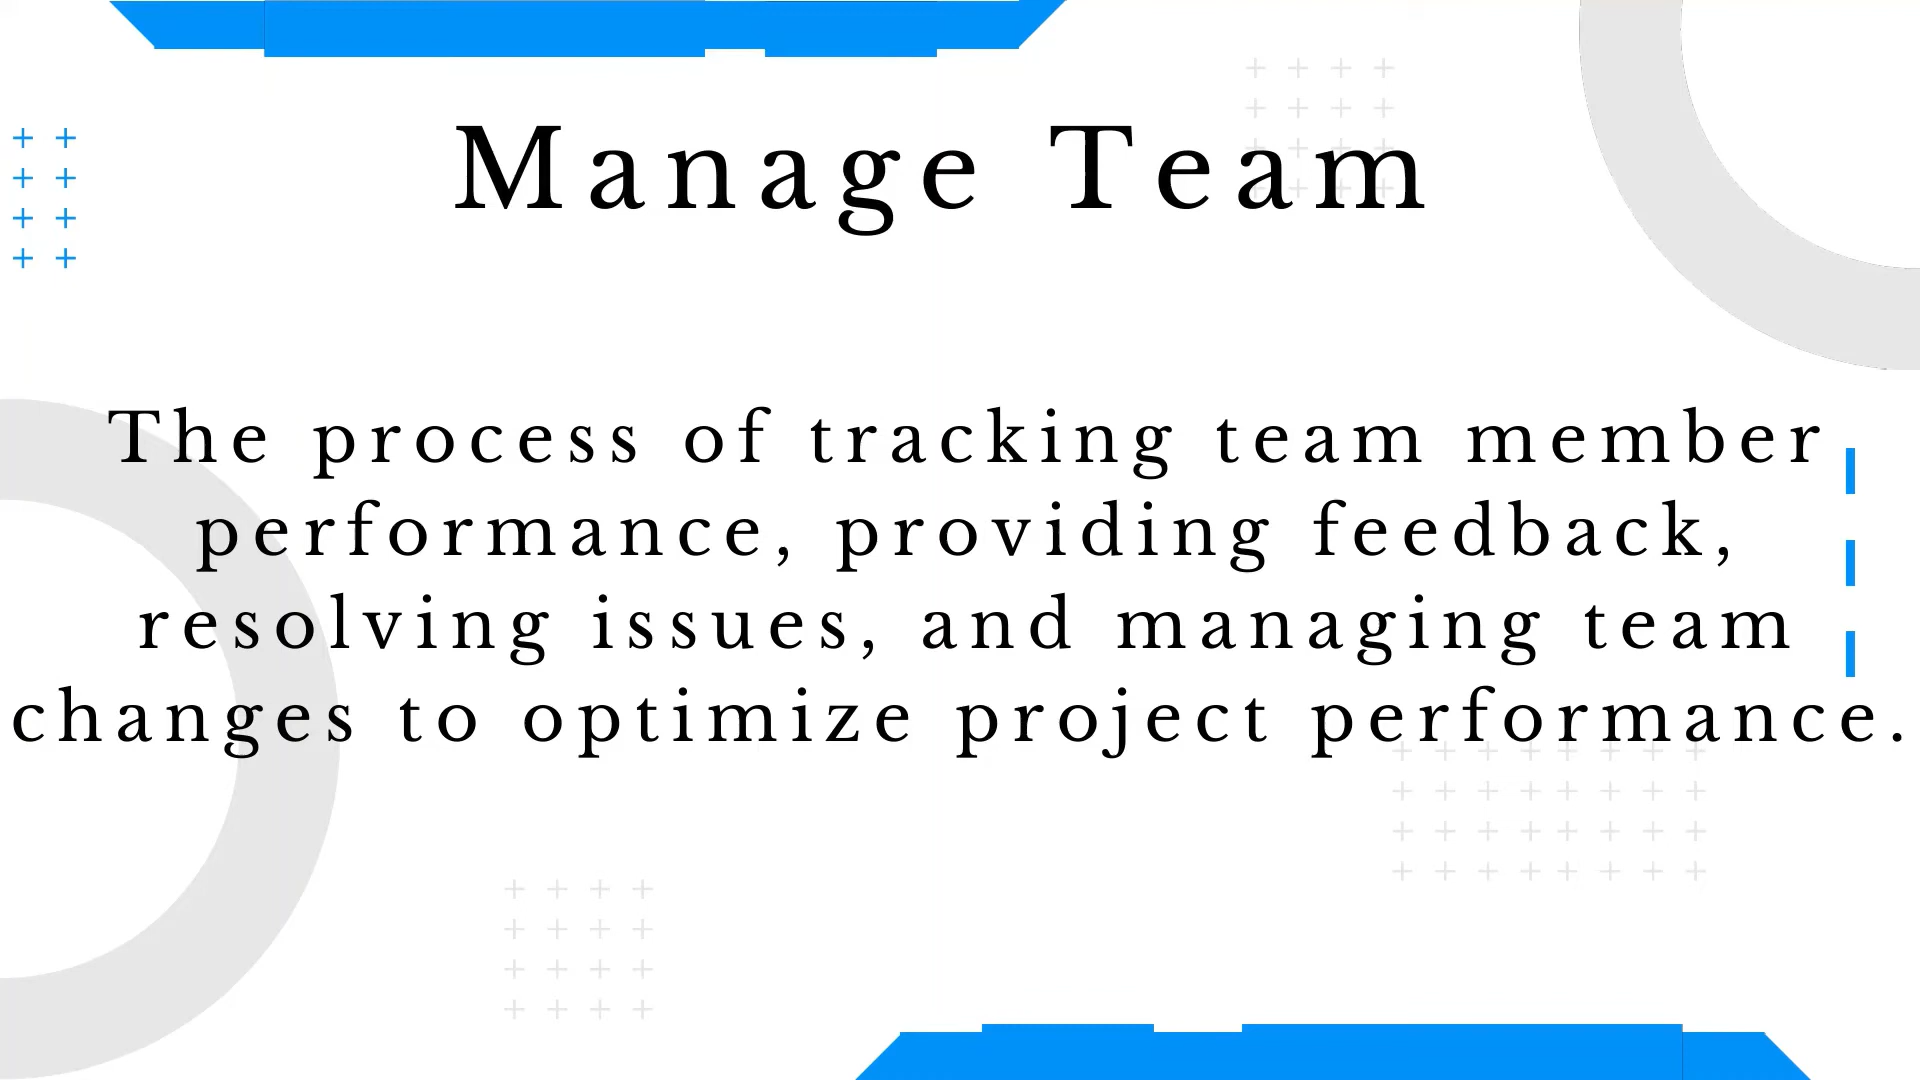 Manage Team
The process of tracking team member
performance, providing feedback,
resolving issues, and managing team
changes to optimize project performance.